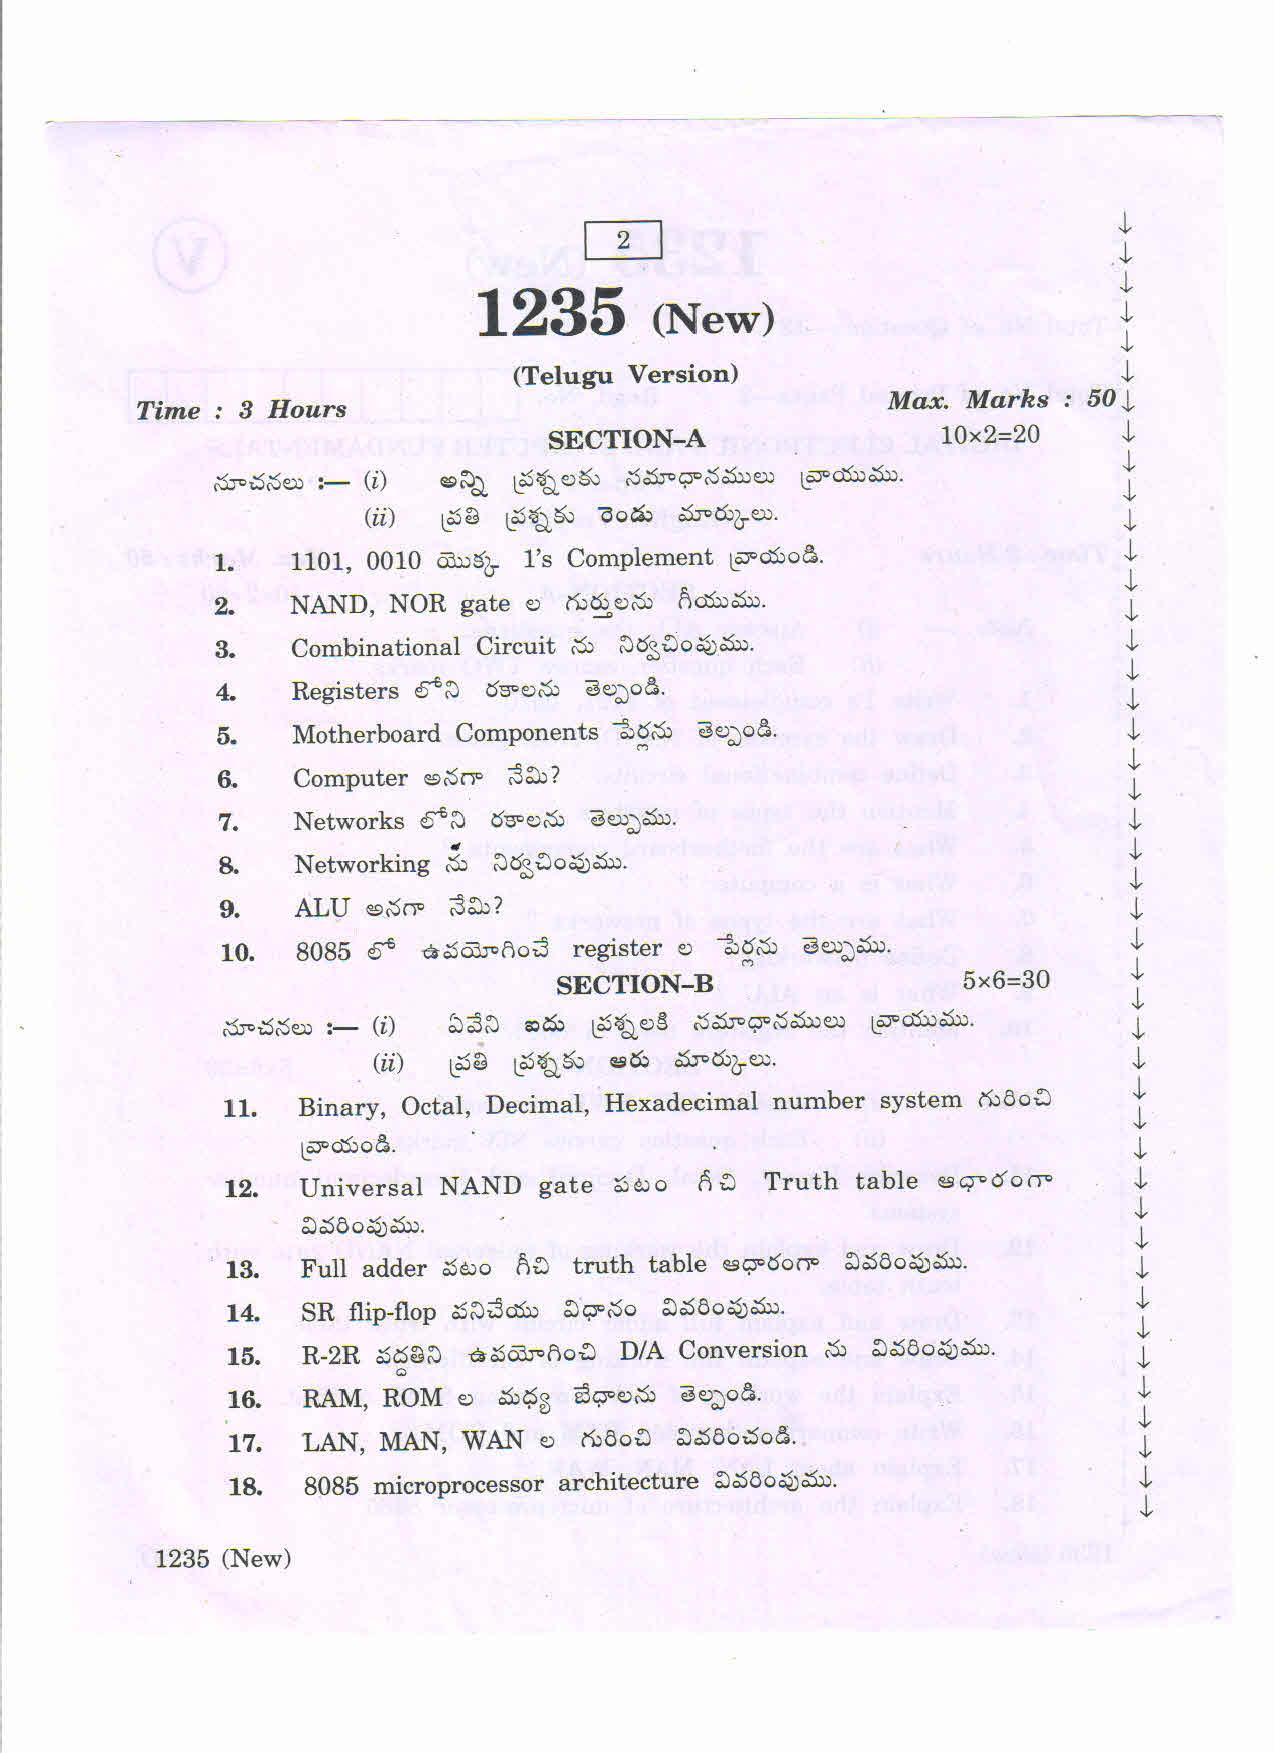 2
1235 (New)
(Telugu Version)
Time : 3 Hours Max. Marks : 50
SECTION–A 10×2=20
సూచనలు :— (i) అన్ని ప్రశ్నలకు సమాధానములు వ్రాయుము.
(ii) ప్రతి ప్రశ్నకు రెండు మార్కులు.
1. 1101, 0010 యొక్క 1's Complement వ్రాయండి.
2. NAND, NOR gate ల గుర్తులను గీయుము.
3. Combinational Circuit ను నిర్వచింపుము.
4. Registers లోని రకాలను తెల్పండి.
5. Motherboard Components పేర్లను తెల్పండి.
6. Computer అనగా నేమి?
7. Networks లోని రకాలను తెల్పుము.
8. Networking ను నిర్వచింపుము.
9. ALU అనగా నేమి?
10. 8085 లో ఉపయోగించే register ల పేర్లను తెల్పుము.
SECTION–B 5×6=30
సూచనలు :— (i) ఏవేని ఐదు ప్రశ్నలకి సమాధానములు వ్రాయుము.
(ii) ప్రతి ప్రశ్నకు ఆరు మార్కులు.
11. Binary, Octal, Decimal, Hexadecimal number system గురించి
వ్రాయండి.
12. Universal NAND gate పటం గీచి Truth table ఆధారంగా
వివరింపుము.
13. Full adder పటం గీచి truth table ఆధారంగా వివరింపుము.
14. SR flip-flop పనిచేయు విధానం వివరింపుము.
15. R-2R పద్ధతిని ఉపయోగించి D/A Conversion ను వివరింపుము.
16. RAM, ROM ల మధ్య బేధాలను తెల్పండి.
17. LAN, MAN, WAN ల గురించి వివరించండి.
18. 8085 microprocessor architecture వివరింపుము.
1235 (New)